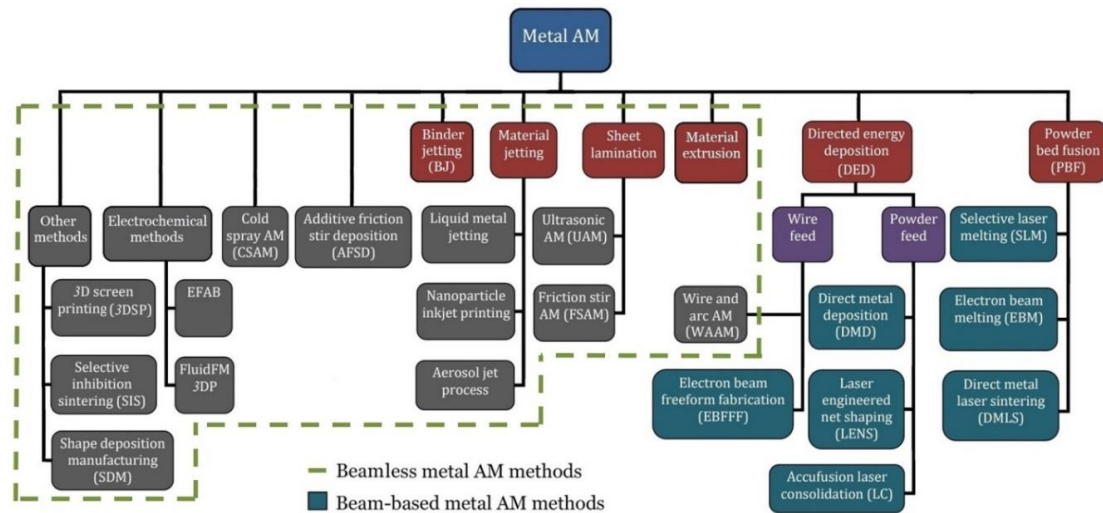 Metal AM
Binder
jetting
(BJ)
Material
jetting
Sheet
lamination
Material
extrusion
Directed energy
deposition
(DED)
Powder
bed fusion
(PBF)
Other
methods
Electrochemical
methods
Cold
spray AM
(CSAM)
Additive friction
stir deposition
(AFSD)
Liquid metal
jetting
Ultrasonic
AM (UAM)
Wire
feed
Powder
feed
Selective laser
melting (SLM)
3D screen
printing (3DSP)
EFAB
Nanoparticle
inkjet printing
Friction stir
AM (FSAM)
Wire and
arc AM
(WAAM)
Direct metal
deposition
(DMD)
Electron beam
melting (EBM)
Selective
inhibition
sintering (SIS)
FluidFM
3DP
Aerosol jet
process
Electron beam
freeform fabrication
(EBFFF)
Laser
engineered
net shaping
(LENS)
Direct metal
laser sintering
(DMLS)
Shape deposition
manufacturing
(SDM)
Accufusion laser
consolidation (LC)
Beamless metal AM methods
Beam-based metal AM methods